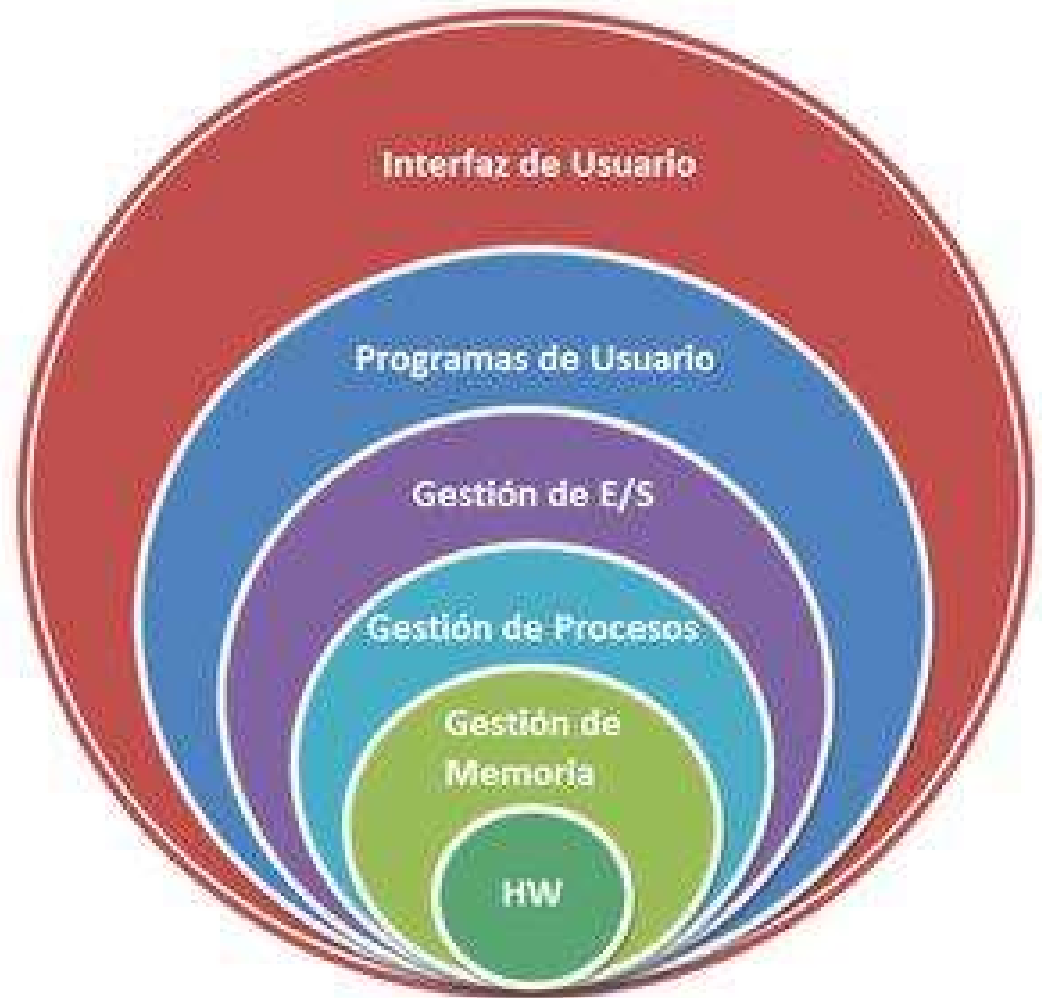 Interfaz de Usuario
Programas de Usuario
Gestión de E/S
Gestión de Procesos
Gestión de
Memoria
HW